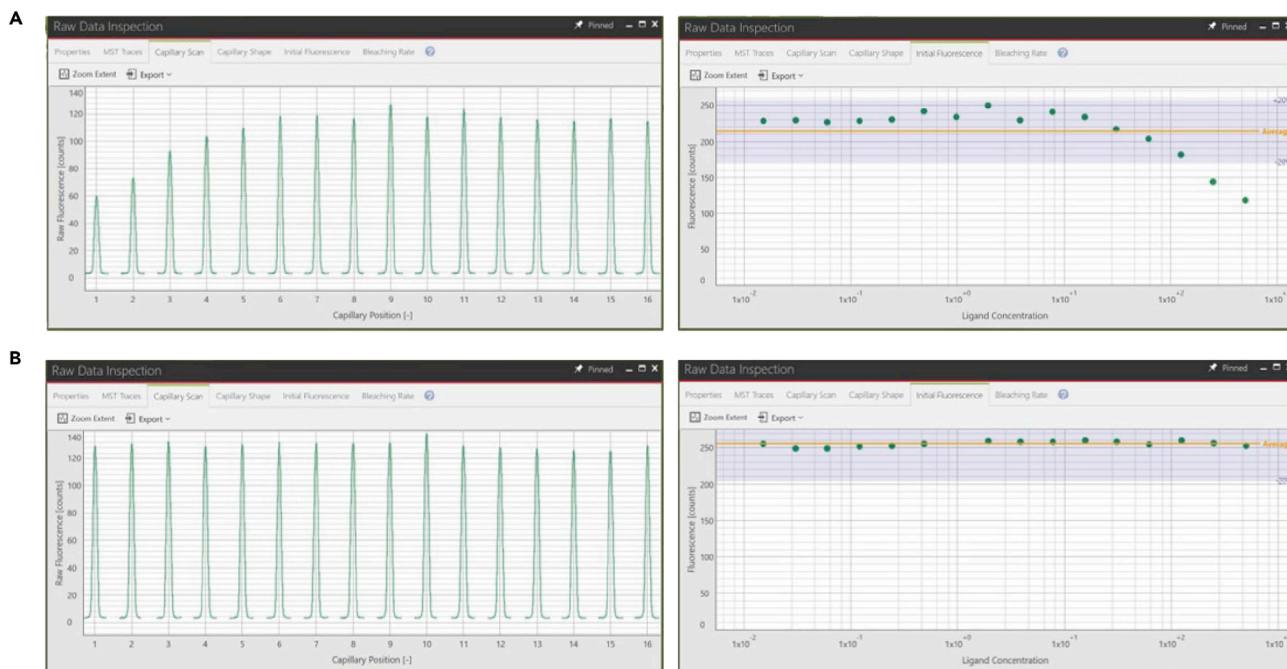 A
Raw Data Inspection
Pinned
Properties MST Traces Capillary Scan Capillary Shape Initial Fluorescence Bleaching Rate ?
Zoom Extent Export
Raw Fluorescence [counts]
140
120
100
80
60
40
20
0
1 2 3 4 5 6 7 8 9 10 11 12 13 14 15 16
Capillary Position [-]
Raw Data Inspection
Pinned
Properties MST Traces Capillary Scan Capillary Shape Initial Fluorescence Bleaching Rate ?
Zoom Extent Export
Fluorescence [counts]
250
200
150
100
50
0
+20%
Average
-20%
1x10⁻² 1x10⁻¹ 1x10⁺⁰ 1x10⁺¹ 1x10⁺² 1x10⁺
Ligand Concentration
B
Raw Data Inspection
Pinned
Properties MST Traces Capillary Scan Capillary Shape Initial Fluorescence Bleaching Rate ?
Zoom Extent Export
Raw Fluorescence [counts]
140
120
100
80
60
40
20
0
1 2 3 4 5 6 7 8 9 10 11 12 13 14 15 16
Capillary Position [-]
Raw Data Inspection
Pinned
Properties MST Traces Capillary Scan Capillary Shape Initial Fluorescence Bleaching Rate ?
Zoom Extent Export
Fluorescence [counts]
250
200
150
100
50
0
Average
-20%
1x10⁻² 1x10⁻¹ 1x10⁺⁰ 1x10⁺¹ 1x10⁺² 1x10⁺
Ligand Concentration